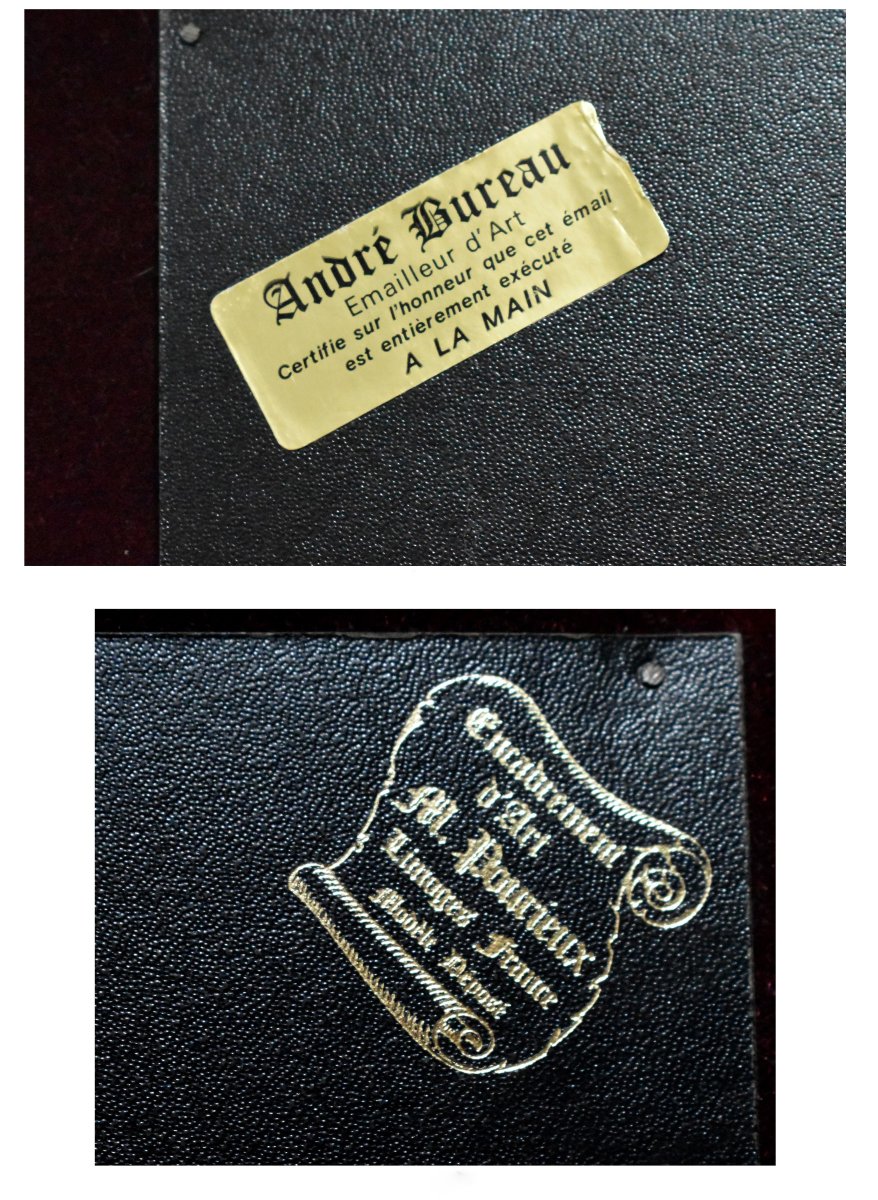 André Bureau
Emailleur d'Art
Certifie sur l'honneur que cet émail
est entièrement exécuté
A LA MAIN
Encadrement
d'Art
M. Pourieux
Limoges France
Modèle Déposé